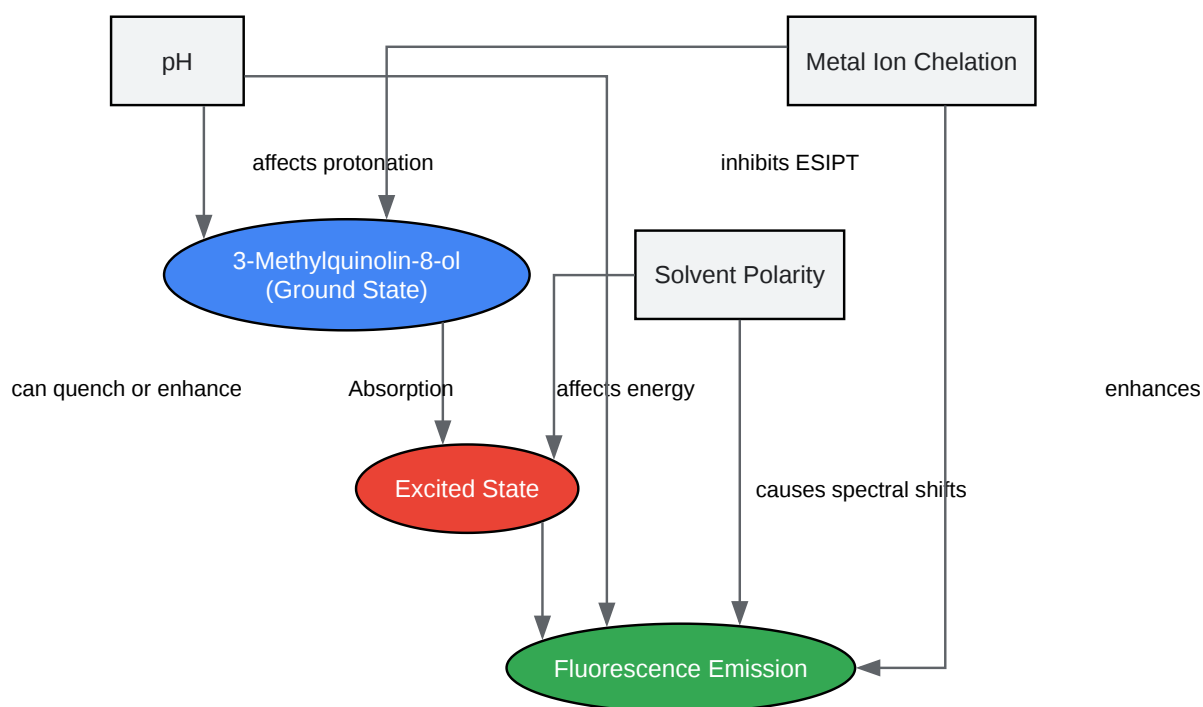 pH
Metal Ion Chelation
affects protonation
inhibits ESIPT
3-Methylquinolin-8-ol
(Ground State)
Solvent Polarity
can quench or enhance
Absorption
affects energy
enhances
Excited State
causes spectral shifts
Fluorescence Emission